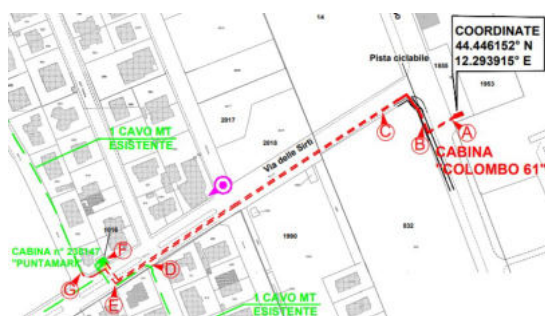 COORDINATE
44.446152° N
12.293915° E
14
Pista ciclabile
1953
2017
2018
1 CAVO MT
ESISTENTE
Via delle Sirti
C
B
A
CABINA
"COLOMBO 61"
832
1990
CABINA n° 238147
"PUNTAMARE"
F
G
E
D
1 CAVO MT
ESISTENTE